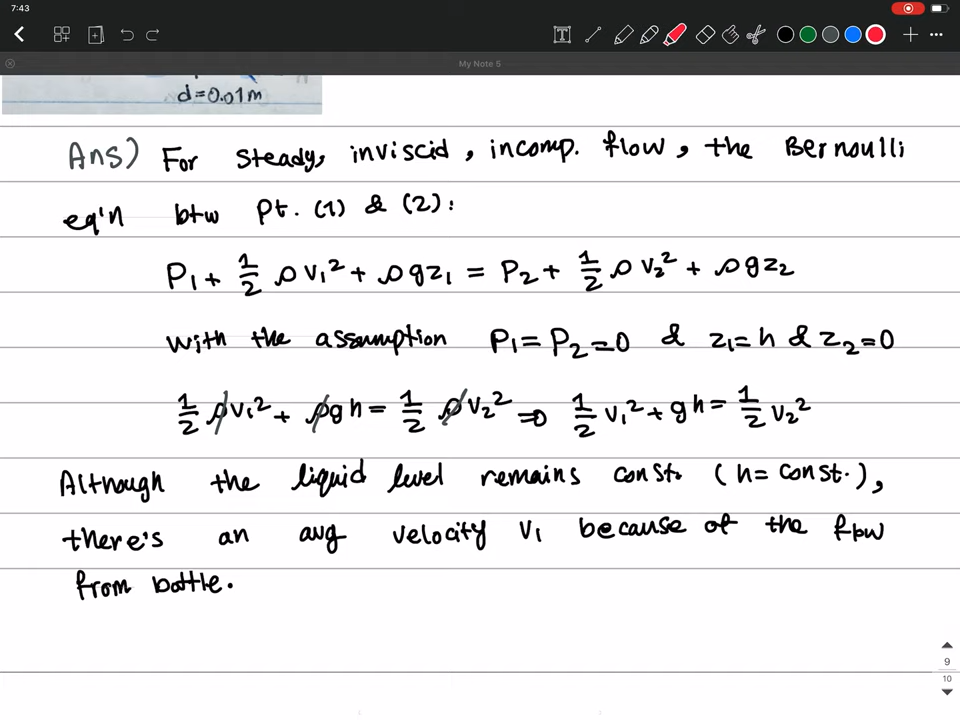 7:43
My Note 5
d=0.01m
Ans) For steady, inviscid, incomp. flow, the Bernoulli
eq'n btw Pt. (1) & (2):
P₁ + 1/2 ρv₁² + ρgz₁ = P₂ + 1/2 ρv₂² + ρgz₂
with the assumption P₁ = P₂ = 0 & z₁ = h & z₂ = 0
1/2 ρv₁² + ρgh = 1/2 ρv₂² ⇒ 1/2 v₁² + gh = 1/2 v₂²
Although the liquid level remains const. (h = const.),
there's an avg velocity v₁ because of the flow
from bottle.
9
10